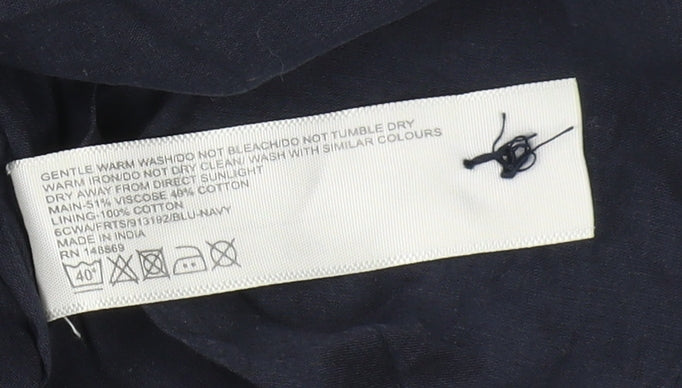 GENTLE WARM WASH/DO NOT BLEACH/DO NOT TUMBLE DRY
WARM IRON/DO NOT DRY CLEAN/ WASH WITH SIMILAR COLOURS
DRY AWAY FROM DIRECT SUNLIGHT
MAIN-51% VISCOSE 49% COTTON
LINING-100% COTTON
6CWA/FRTS/913192/BLU-NAVY
MADE IN INDIA
RN 148869
40°